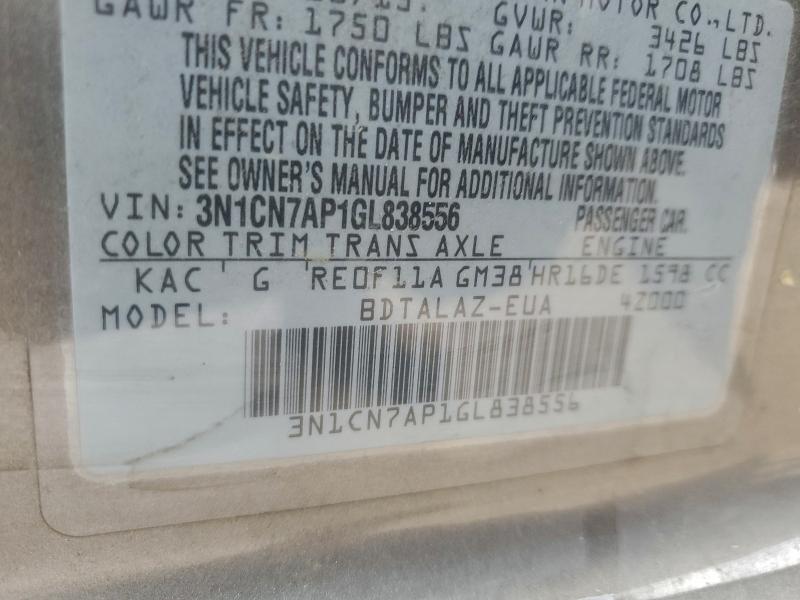 MOTOR CO.,LTD.
GAWR FR: 1750 LBS GVWR: 3426 LBS
GAWR RR: 1708 LBS
THIS VEHICLE CONFORMS TO ALL APPLICABLE FEDERAL MOTOR
VEHICLE SAFETY, BUMPER AND THEFT PREVENTION STANDARDS
IN EFFECT ON THE DATE OF MANUFACTURE SHOWN ABOVE.
SEE OWNER'S MANUAL FOR ADDITIONAL INFORMATION.
VIN: 3N1CN7AP1GL838556 PASSENGER CAR.
COLOR TRIM TRANS AXLE ENGINE
KAC G RE0F11A GM38 HR16DE 1598 CC
MODEL: BDTALAZ-EUA 42000
3N1CN7AP1GL838556